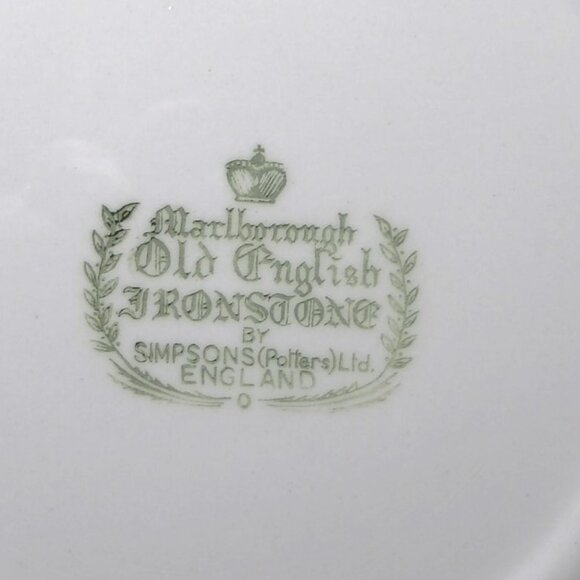 Marlborough
Old English
IRONSTONE
BY
SIMPSONS (Potters) Ltd.
ENGLAND
O